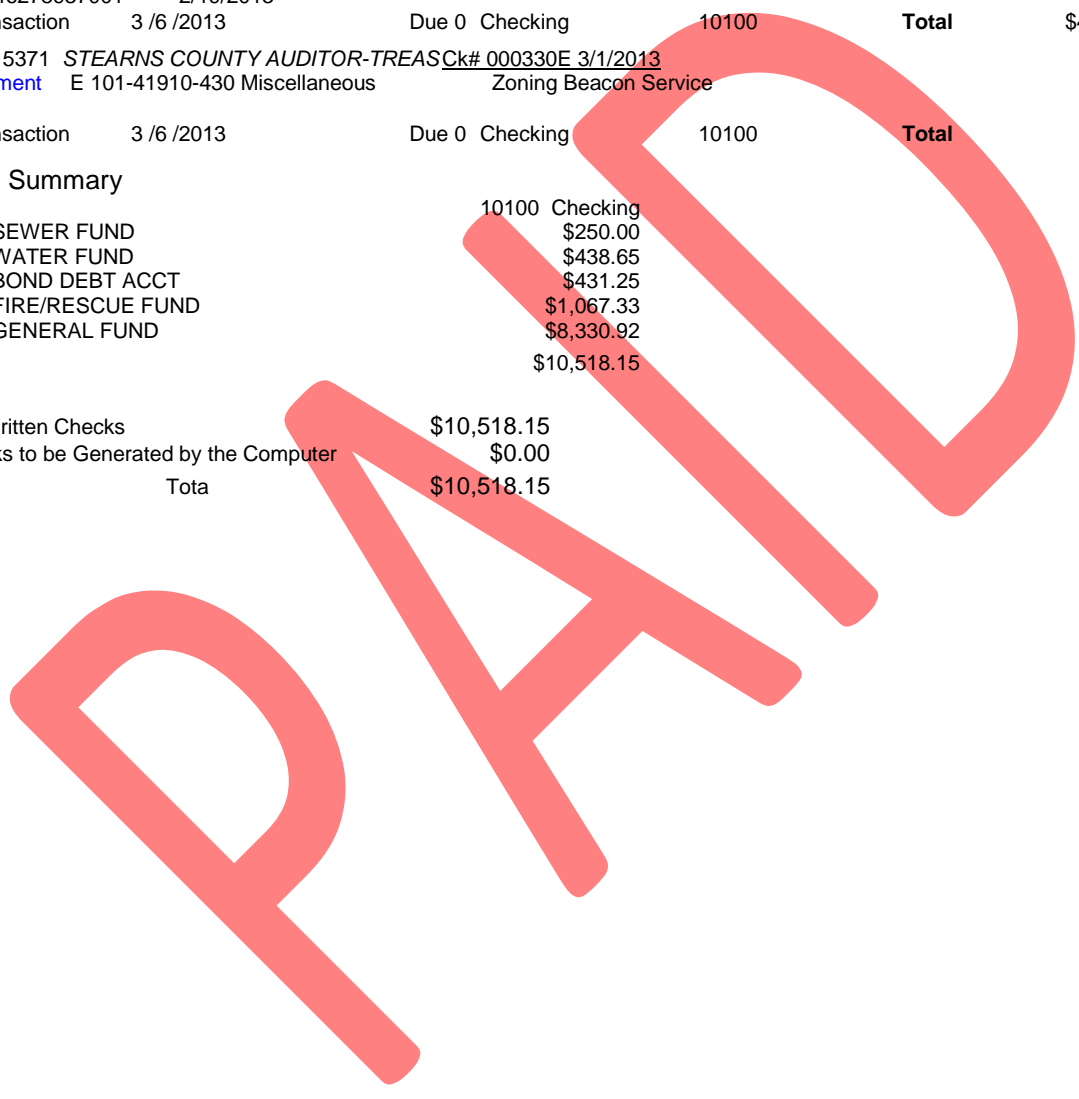 nsaction 3 /6 /2013 Due 0 Checking 10100 Total $4
5371 STEARNS COUNTY AUDITOR-TREAS Ck# 000330E 3/1/2013
ment E 101-41910-430 Miscellaneous Zoning Beacon Service
nsaction 3 /6 /2013 Due 0 Checking 10100 Total
Summary
10100 Checking
SEWER FUND $250.00
WATER FUND $438.65
BOND DEBT ACCT $431.25
FIRE/RESCUE FUND $1,067.33
GENERAL FUND $8,330.92
$10,518.15
ritten Checks $10,518.15
ks to be Generated by the Computer $0.00
Tota $10,518.15
PAID